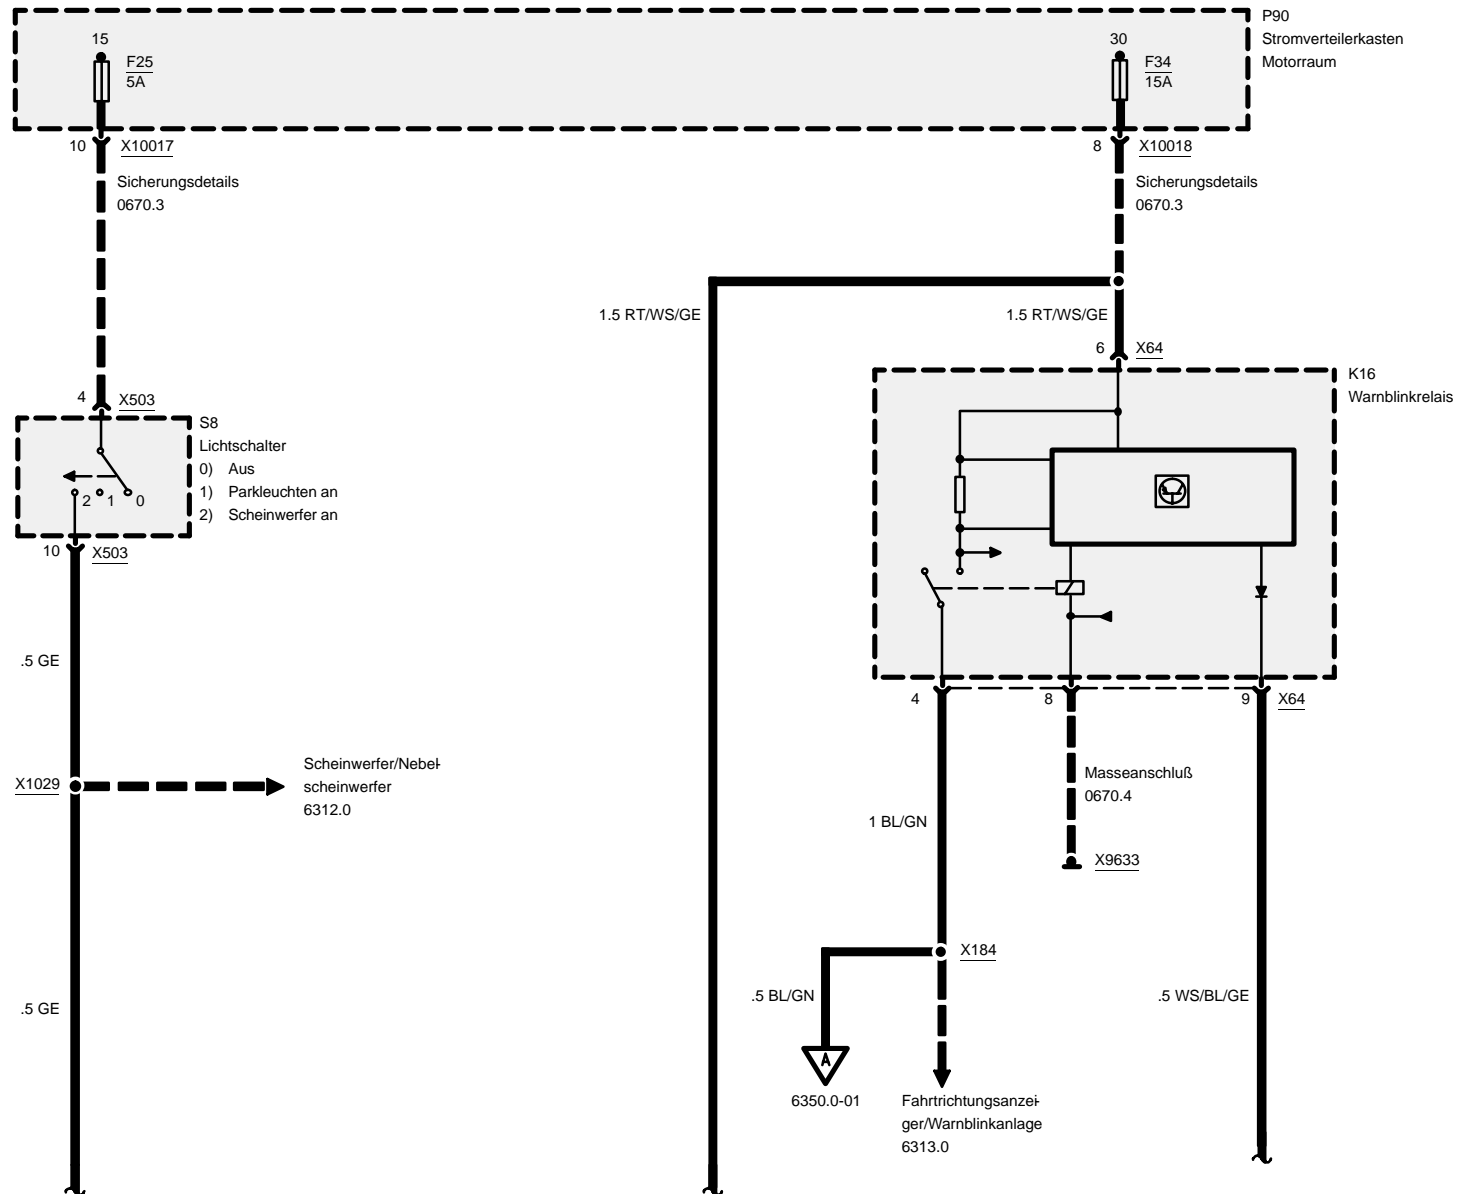 P90
Stromverteilerkasten
Motorraum
15
F25
5A
30
F34
15A
10
X10017
8
X10018
Sicherungsdetails
0670.3
Sicherungsdetails
0670.3
1.5 RT/WS/GE
1.5 RT/WS/GE
6
X64
K16
Warnblinkrelais
4
X503
S8
Lichtschalter
0) Aus
1) Parkleuchten an
2) Scheinwerfer an
2 1 0
10
X503
.5 GE
4
8
9
X64
X1029
Scheinwerfer/Nebel-
scheinwerfer
6312.0
Masseanschluß
0670.4
1 BL/GN
X9633
X184
.5 BL/GN
.5 WS/BL/GE
.5 GE
A
6350.0-01
Fahrtrichtungsanzei-
ger/Warnblinkanlage
6313.0